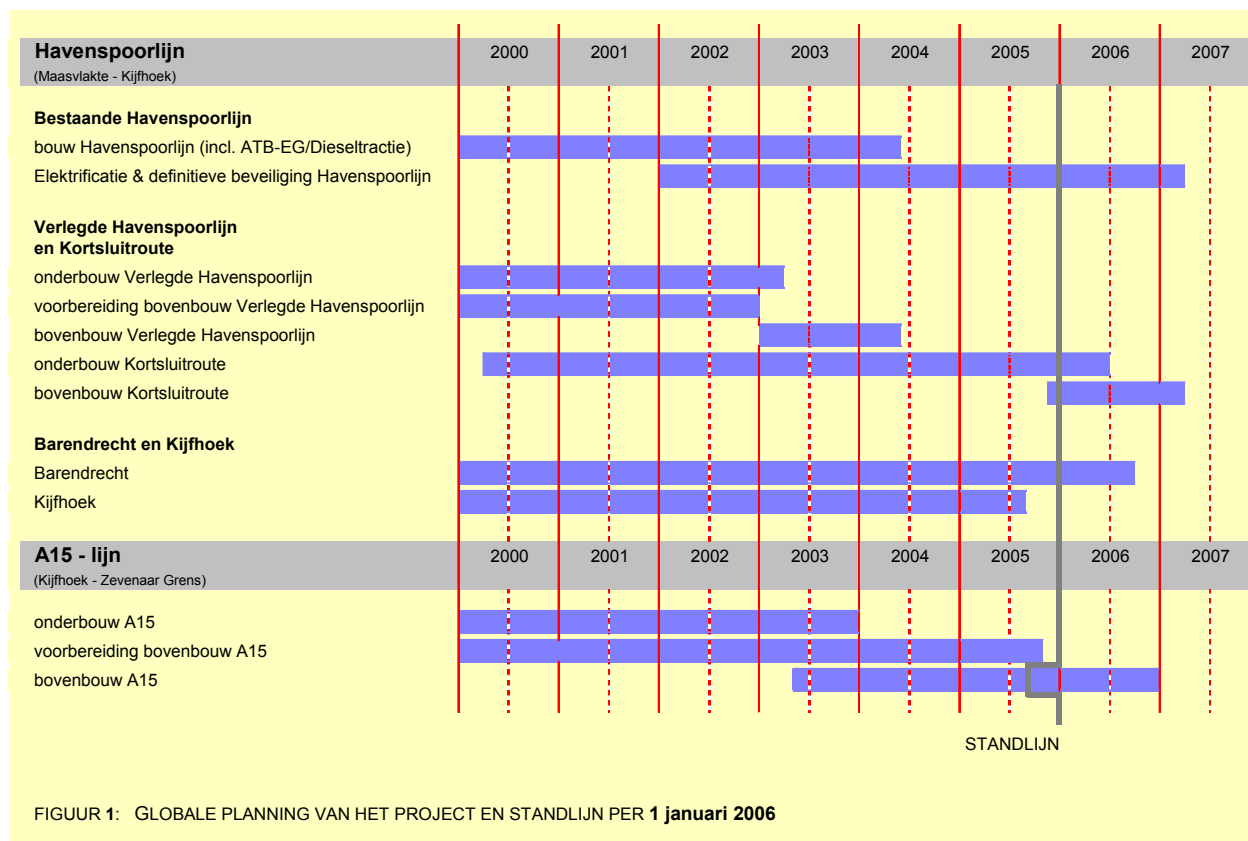 Havenspoorlijn 2000 2001 2002 2003 2004 2005 2006 2007
(Maasvlakte - Kijfhoek)
Bestaande Havenspoorlijn
bouw Havenspoorlijn (incl. ATB-EG/Dieseltractie)
Elektrificatie & definitieve beveiliging Havenspoorlijn
Verlegde Havenspoorlijn
en Kortsluitroute
onderbouw Verlegde Havenspoorlijn
voorbereiding bovenbouw Verlegde Havenspoorlijn
bovenbouw Verlegde Havenspoorlijn
onderbouw Kortsluitroute
bovenbouw Kortsluitroute
Barendrecht en Kijfhoek
Barendrecht
Kijfhoek
A15 - lijn 2000 2001 2002 2003 2004 2005 2006 2007
(Kijfhoek - Zevenaar Grens)
onderbouw A15
voorbereiding bovenbouw A15
bovenbouw A15
STANDLIJN
FIGUUR 1: GLOBALE PLANNING VAN HET PROJECT EN STANDLIJN PER 1 januari 2006